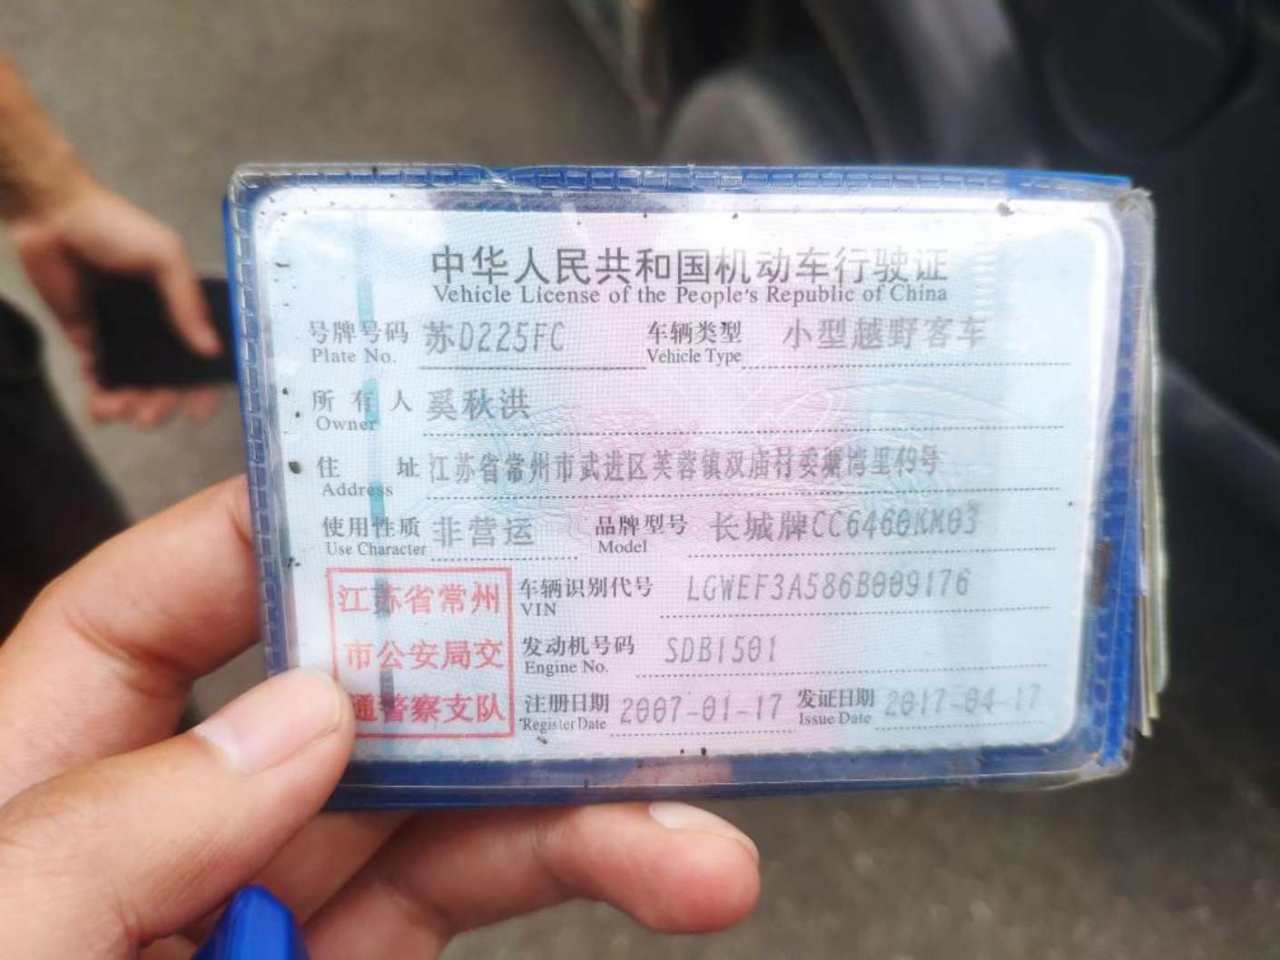 中华人民共和国机动车行驶证
Vehicle License of the People's Republic of China
号牌号码 苏D225FC 车辆类型 小型越野客车
Plate No. Vehicle Type
所有人 奚秋洪
Owner
住址 江苏省常州市武进区芙蓉镇双庙村委塘湾里49号
Address
使用性质 非营运 品牌型号 长城牌CC6460KM03
Use Character Model
江苏省常州
市公安局交
通警察支队
车辆识别代号 LGWEF3A586B009176
VIN
发动机号码 SDB1501
Engine No.
注册日期 2007-01-17 发证日期 2017-04-17
Register Date Issue Date